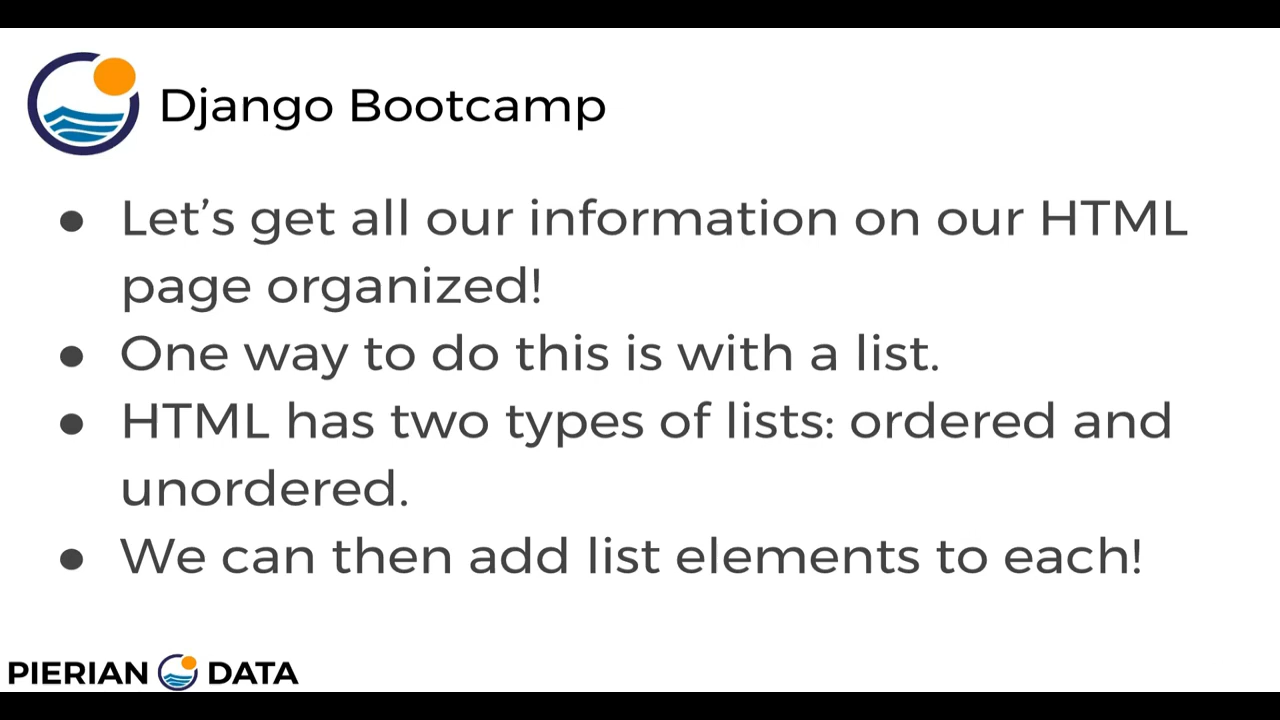 Django Bootcamp
● Let’s get all our information on our HTML
page organized!
● One way to do this is with a list.
● HTML has two types of lists: ordered and
unordered.
● We can then add list elements to each!
PIERIAN DATA